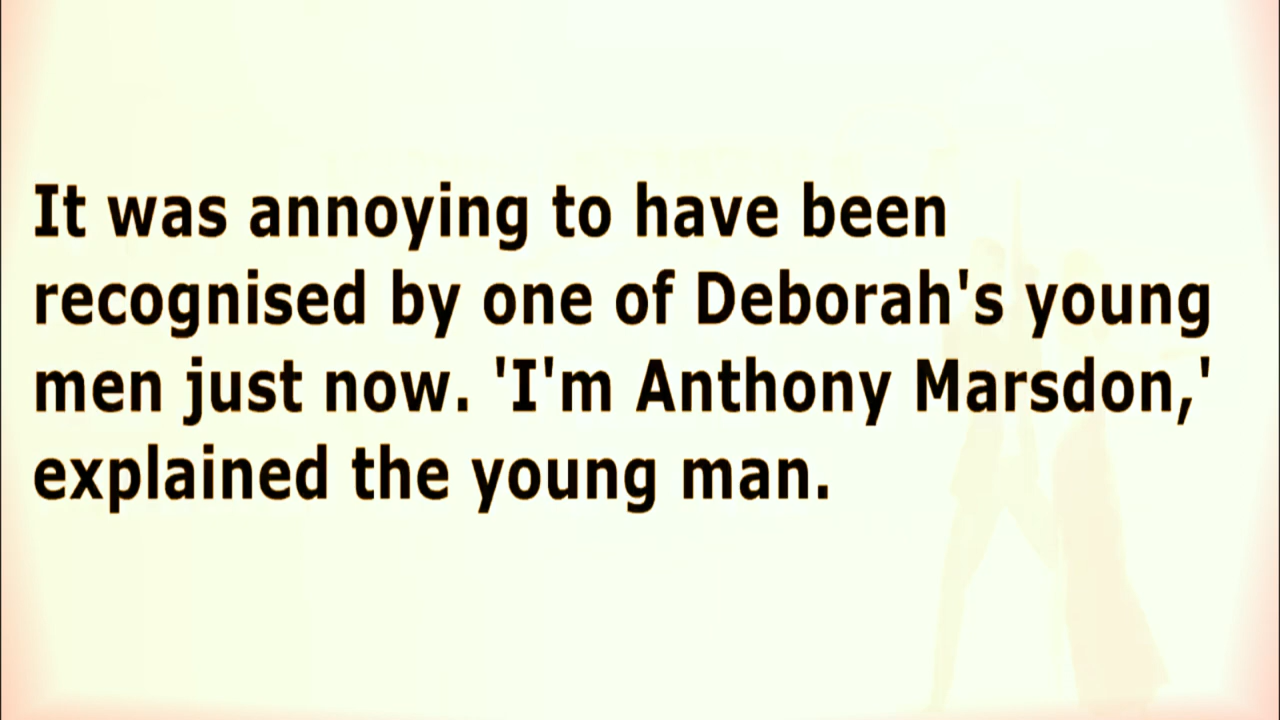 It was annoying to have been
recognised by one of Deborah's young
men just now. 'I'm Anthony Marsdon,'
explained the young man.